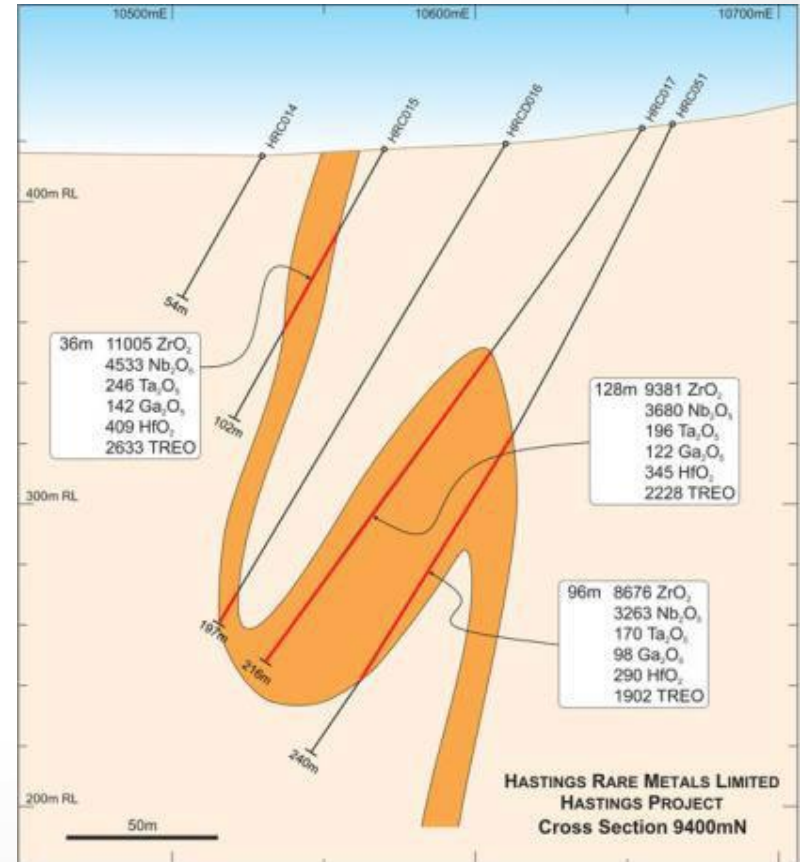 10500mE 10600mE 10700mE
HRC014
HRC015
HRCD016
HRC017
HRC051
400m RL
54m
36m 11005 ZrO₂
4533 Nb₂O₅
246 Ta₂O₅
142 Ga₂O₅
409 HfO₂
2633 TREO
102m
128m 9381 ZrO₂
3680 Nb₂O₅
196 Ta₂O₅
122 Ga₂O₅
345 HfO₂
2228 TREO
300m RL
96m 8676 ZrO₂
3263 Nb₂O₅
170 Ta₂O₅
98 Ga₂O₅
290 HfO₂
1902 TREO
197m
216m
240m
200m RL
50m
HASTINGS RARE METALS LIMITED
HASTINGS PROJECT
Cross Section 9400mN